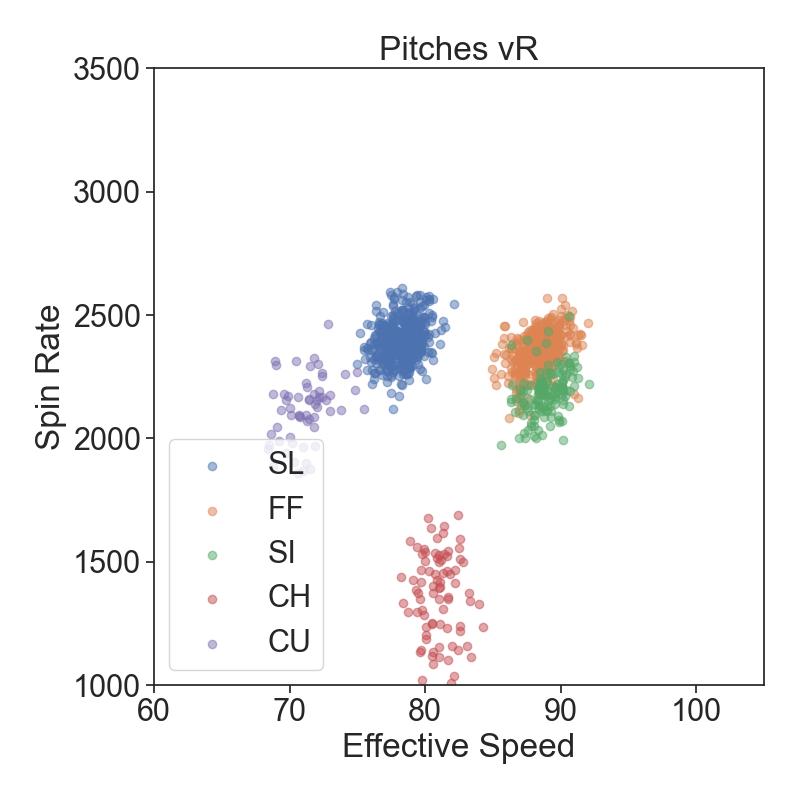 Pitches vR
3500
3000
2500
2000
1500
1000
Spin Rate
SL
FF
SI
CH
CU
60 70 80 90 100
Effective Speed